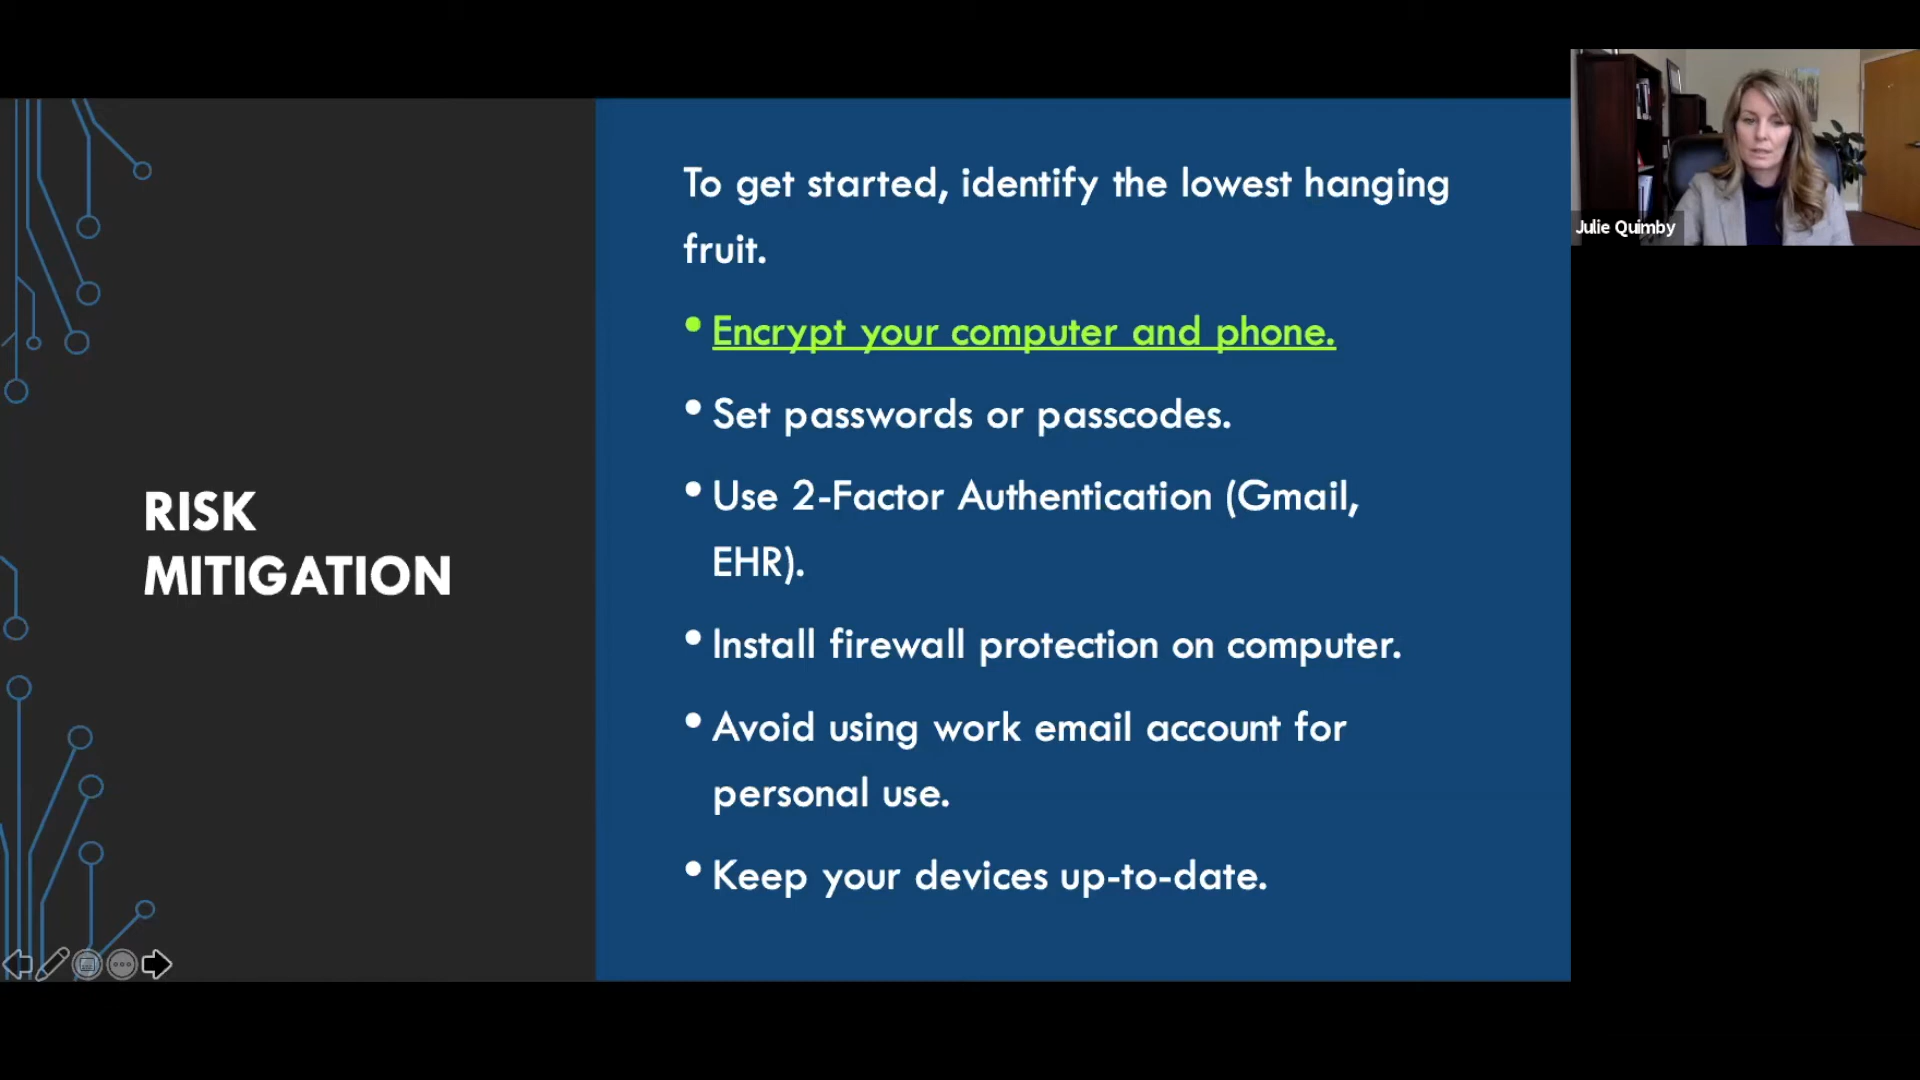 RISK
MITIGATION
To get started, identify the lowest hanging
fruit.
• Encrypt your computer and phone.
• Set passwords or passcodes.
• Use 2-Factor Authentication (Gmail,
EHR).
• Install firewall protection on computer.
• Avoid using work email account for
personal use.
• Keep your devices up-to-date.
Julie Quimby